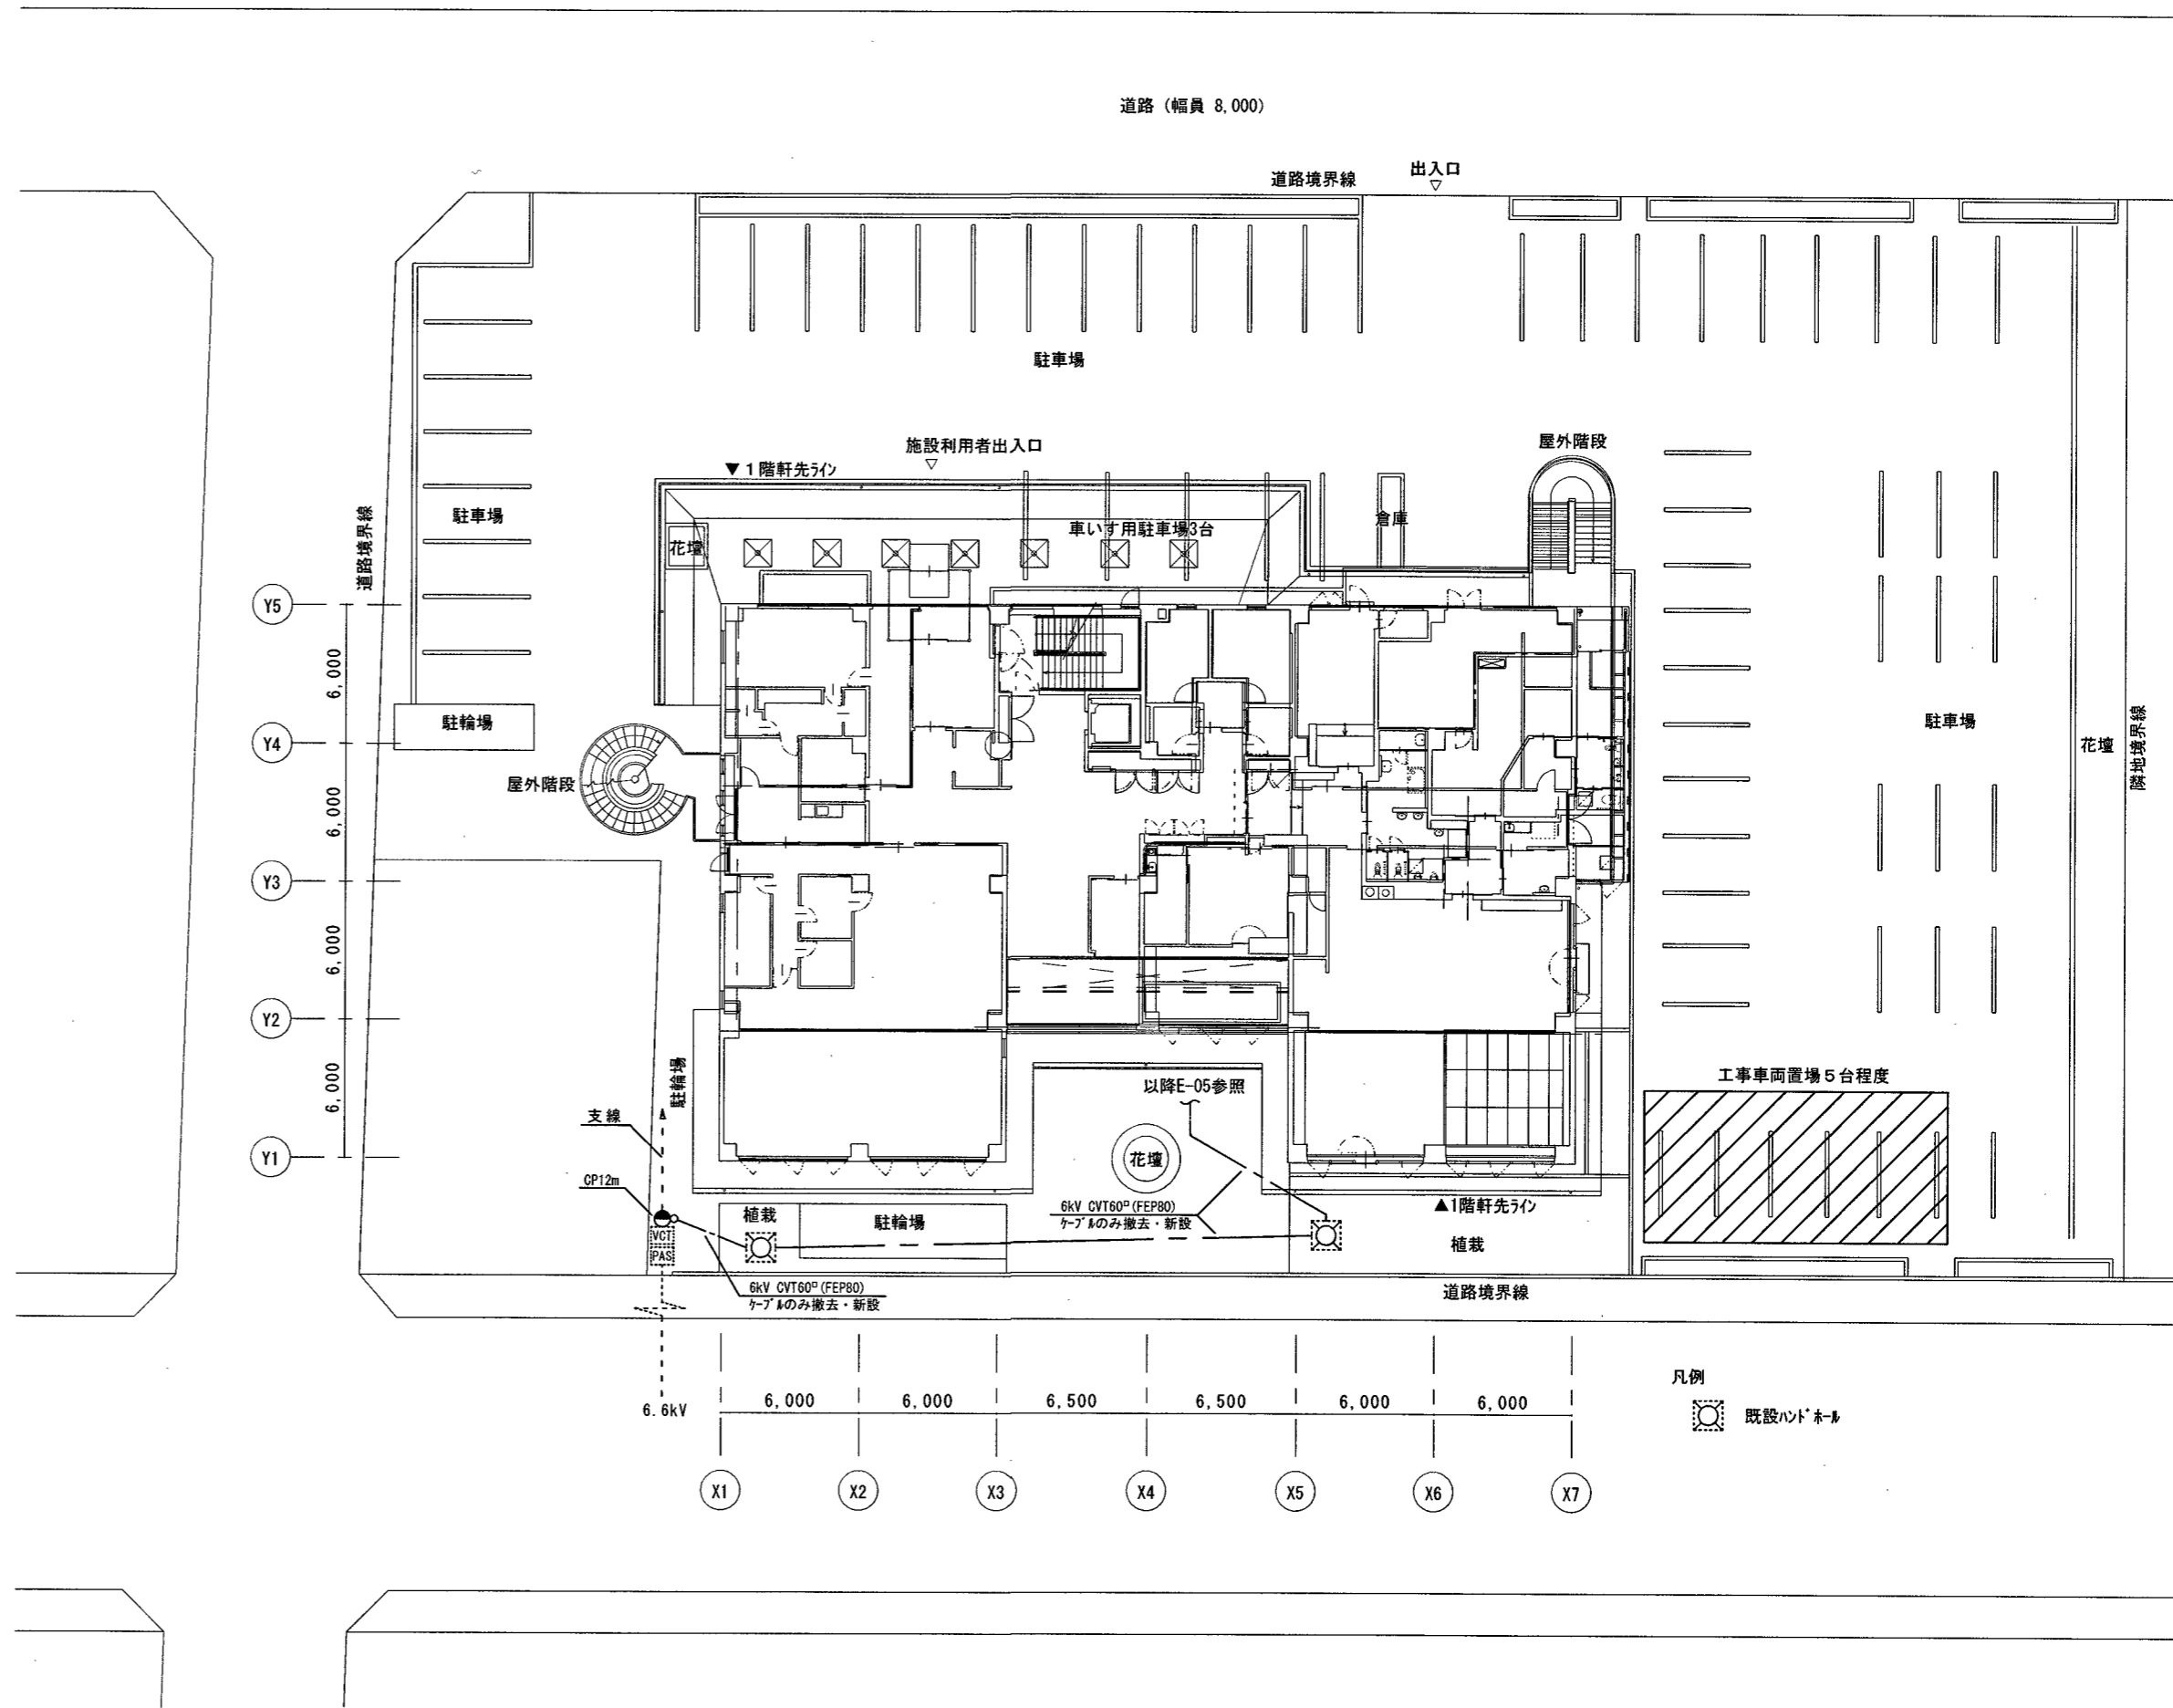 道路 (幅員 8,000)
道路境界線
出入口
駐車場
施設利用者出入口
屋外階段
▼1階軒先ライン
道路境界線
駐車場
車いす用駐車場3台
倉庫
花壇
Y5
6,000
駐輪場
Y4
駐車場
花壇
隣地境界線
屋外階段
6,000
Y3
6,000
Y2
駐輪場
以降E-05参照
工事車両置場5台程度
支線
6,000
Y1
花壇
CP12m
6kV CVT60□(FEP80)
ケーブルのみ撤去・新設
▲1階軒先ライン
植栽
駐輪場
VCT
PAS
植栽
6kV CVT60□(FEP80)
ケーブルのみ撤去・新設
道路境界線
6.6kV
6,000
6,000
6,500
6,500
6,000
6,000
凡例
既設ハンドホール
X1
X2
X3
X4
X5
X6
X7